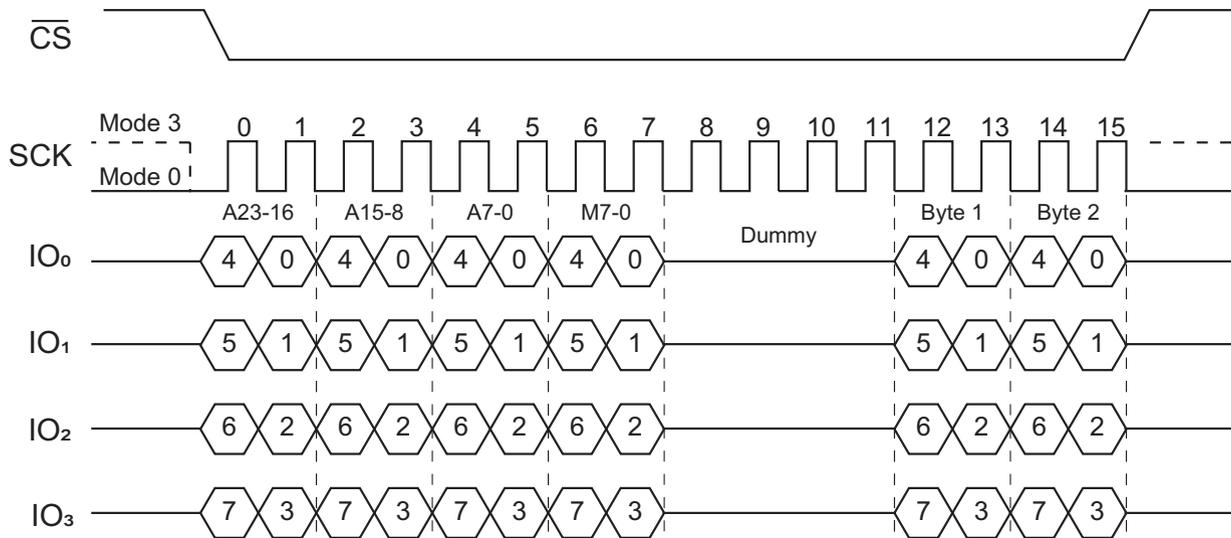 CS
Mode 3
0 1 2 3 4 5 6 7 8 9 10 11 12 13 14 15
SCK
Mode 0
A23-16 A15-8 A7-0 M7-0 Dummy Byte 1 Byte 2
IO₀ 4 0 4 0 4 0 4 0 4 0 4 0
IO₁ 5 1 5 1 5 1 5 1 5 1 5 1
IO₂ 6 2 6 2 6 2 6 2 6 2 6 2
IO₃ 7 3 7 3 7 3 7 3 7 3 7 3